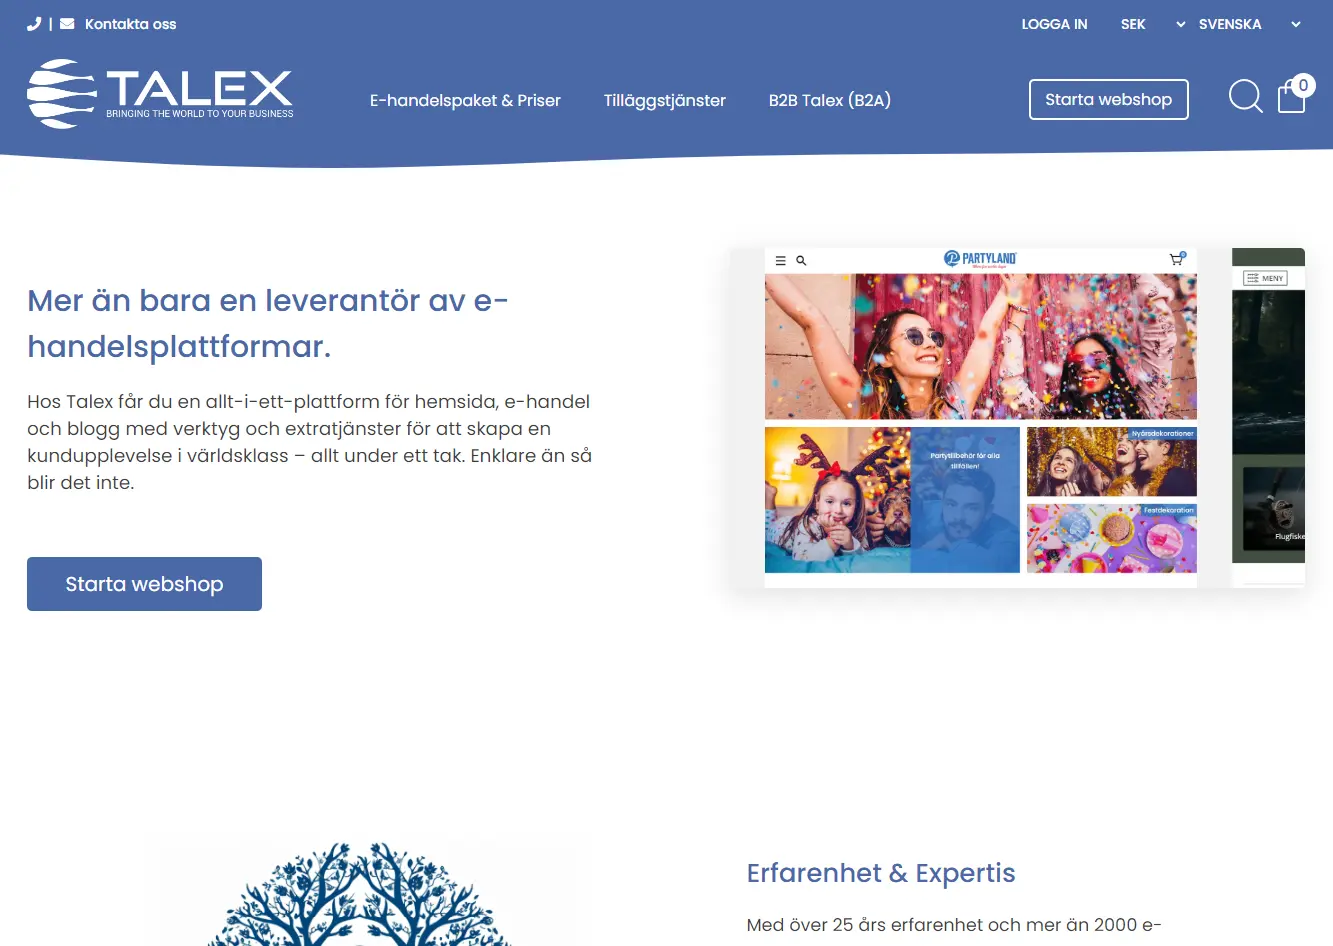 Kontakta oss
LOGGA IN
SEK
SVENSKA
TALEX
BRINGING THE WORLD TO YOUR BUSINESS
E-handelspaket & Priser
Tilläggstjänster
B2B Talex (B2A)
Starta webshop
0
Mer än bara en leverantör av e-
handelsplattformar.
Hos Talex får du en allt-i-ett-plattform för hemsida, e-handel
och blogg med verktyg och extratjänster för att skapa en
kundupplevelse i världsklass – allt under ett tak. Enklare än så
blir det inte.
Starta webshop
PARTYLAND
MENY
Nyårsdekorationer
Partytillbehör för alla
tillfällen!
Festdekoration
Flugfiske
Erfarenhet & Expertis
Med över 25 års erfarenhet och mer än 2000 e-